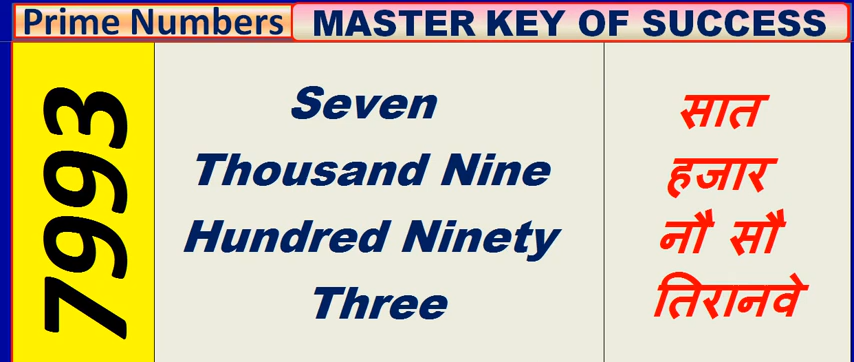 Prime Numbers
MASTER KEY OF SUCCESS
7993
Seven
Thousand Nine
Hundred Ninety
Three
सात
हजार
नौ सौ
तिरानवे